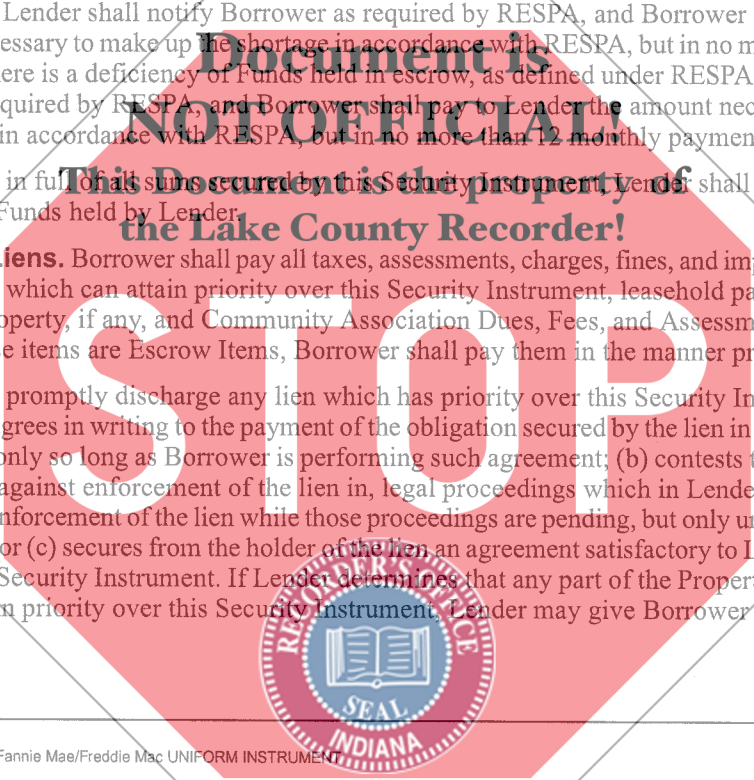 Lender shall notify Borrower as required by RESPA, and Borrower
essary to make up the shortage in accordance with RESPA, but in no m
Document is
ere is a deficiency of Funds held in escrow, as defined under RESPA
quired by RESPA, and Borrower shall pay to Lender the amount nec
NOT OFFICIAL!
in accordance with RESPA, but in no more than 12 monthly paymen
in full of all sums secured by this Security Instrument, Lender shall
This Document is the property of
Funds held by Lender.
the Lake County Recorder!
iens. Borrower shall pay all taxes, assessments, charges, fines, and im
which can attain priority over this Security Instrument, leasehold pa
operty, if any, and Community Association Dues, Fees, and Assessm
se items are Escrow Items, Borrower shall pay them in the manner pr
STOP
promptly discharge any lien which has priority over this Security In
grees in writing to the payment of the obligation secured by the lien in
only so long as Borrower is performing such agreement; (b) contests
against enforcement of the lien in, legal proceedings which in Lende
nforcement of the lien while those proceedings are pending, but only u
or (c) secures from the holder of the lien an agreement satisfactory to L
Security Instrument. If Lender determines that any part of the Propert
n priority over this Security Instrument, Lender may give Borrower
RECORDER'S OFFICE
SEAL
INDIANA
Fannie Mae/Freddie Mac UNIFORM INSTRUMENT